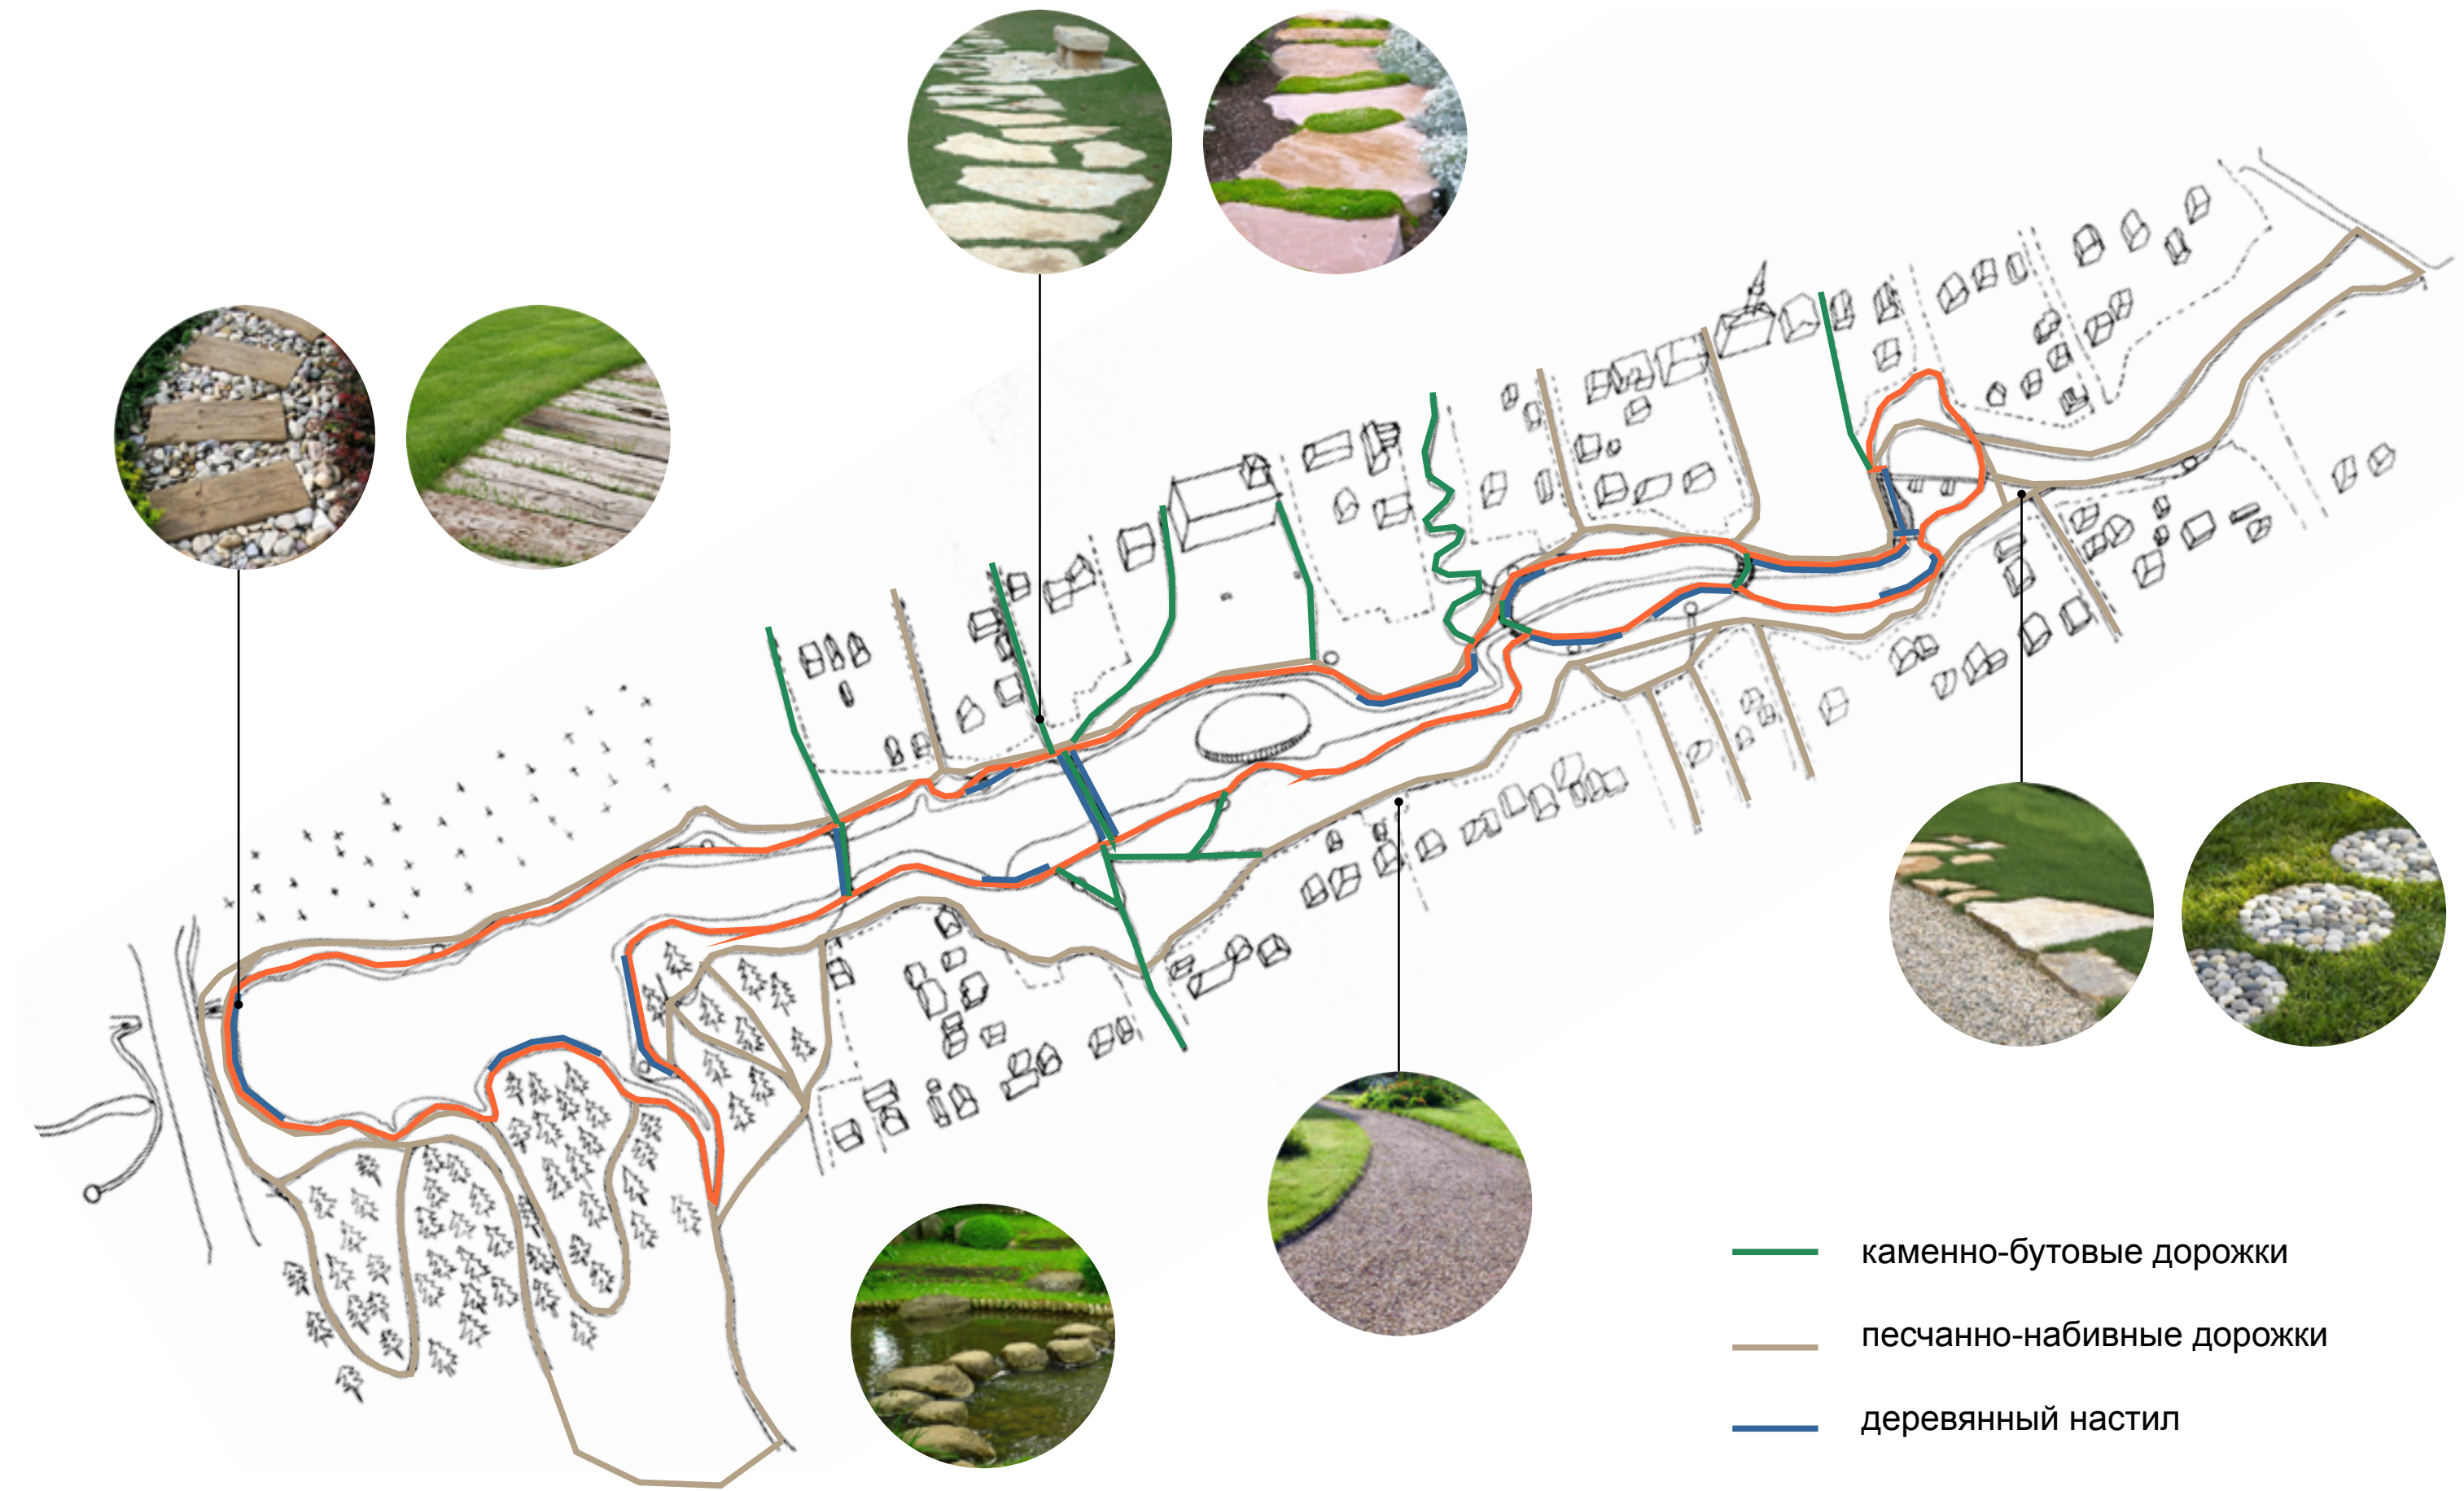 каменно-бутовые дорожки
песчанно-набивные дорожки
деревянный настил